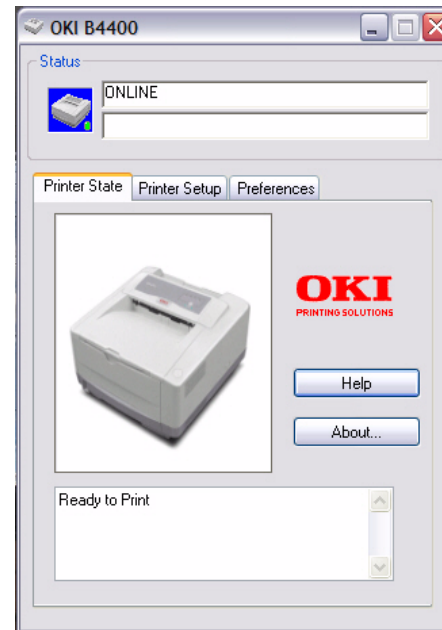 OKI B4400
Status
ONLINE
Printer State Printer Setup Preferences
OKI
PRINTING SOLUTIONS
Help
About...
Ready to Print